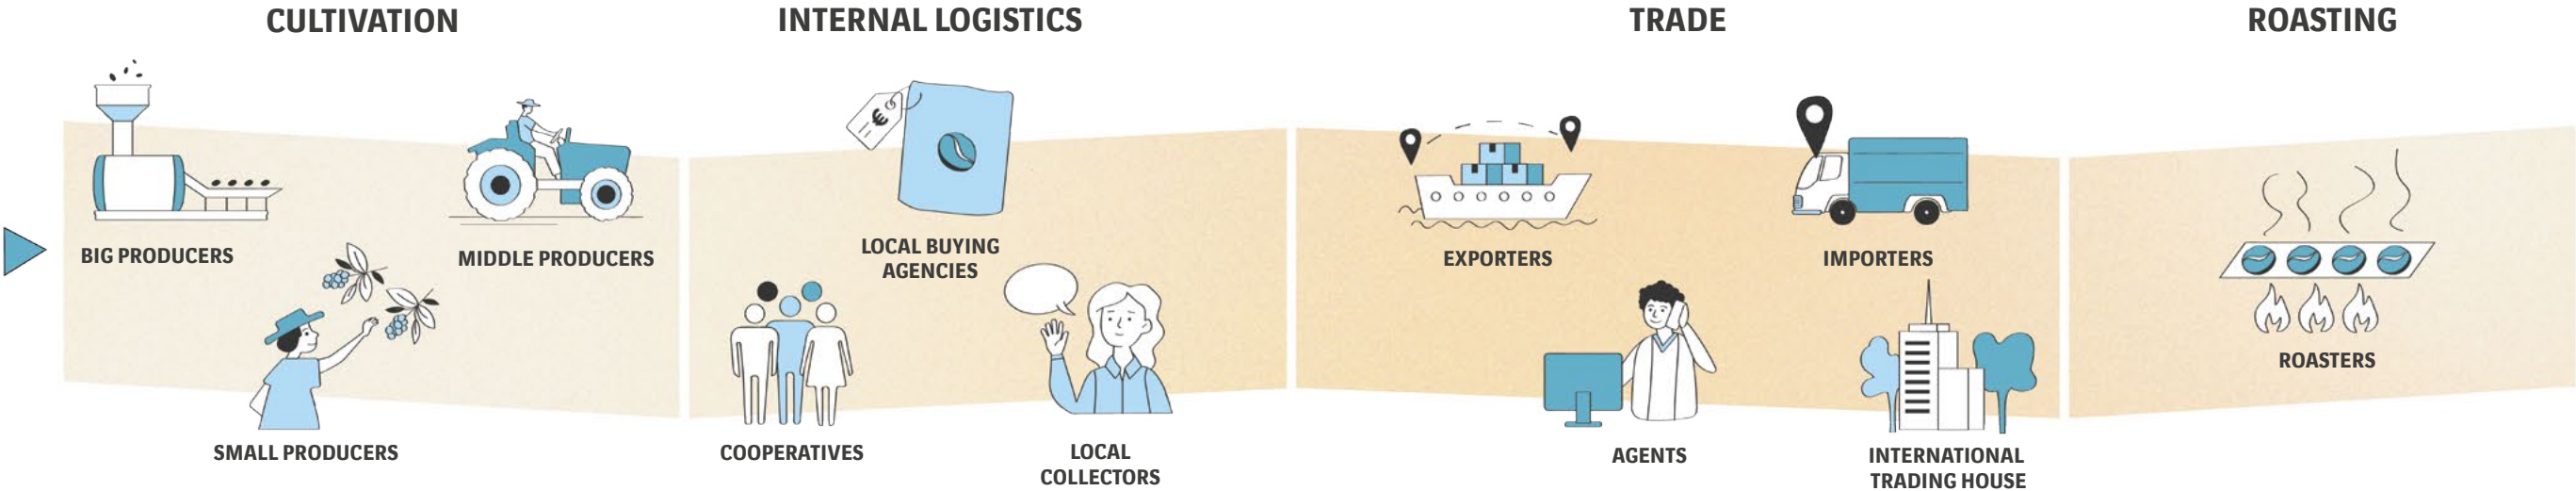 CULTIVATION
INTERNAL LOGISTICS
TRADE
ROASTING
€
BIG PRODUCERS
MIDDLE PRODUCERS
SMALL PRODUCERS
LOCAL BUYING
AGENCIES
COOPERATIVES
LOCAL
COLLECTORS
EXPORTERS
IMPORTERS
AGENTS
INTERNATIONAL
TRADING HOUSE
ROASTERS